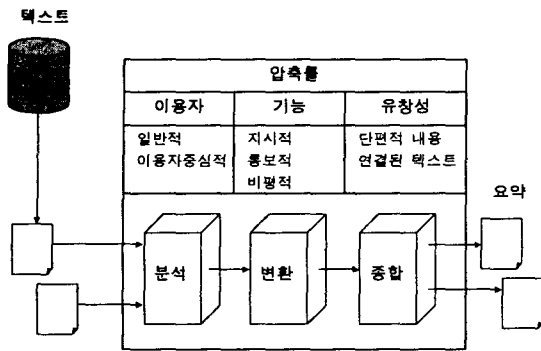 텍스트
압축률
이용자 기능 유창성
일반적 지시적 단편적 내용
이용자중심적 통보적 연결된 텍스트
비평적
요약
분석 변환 종합